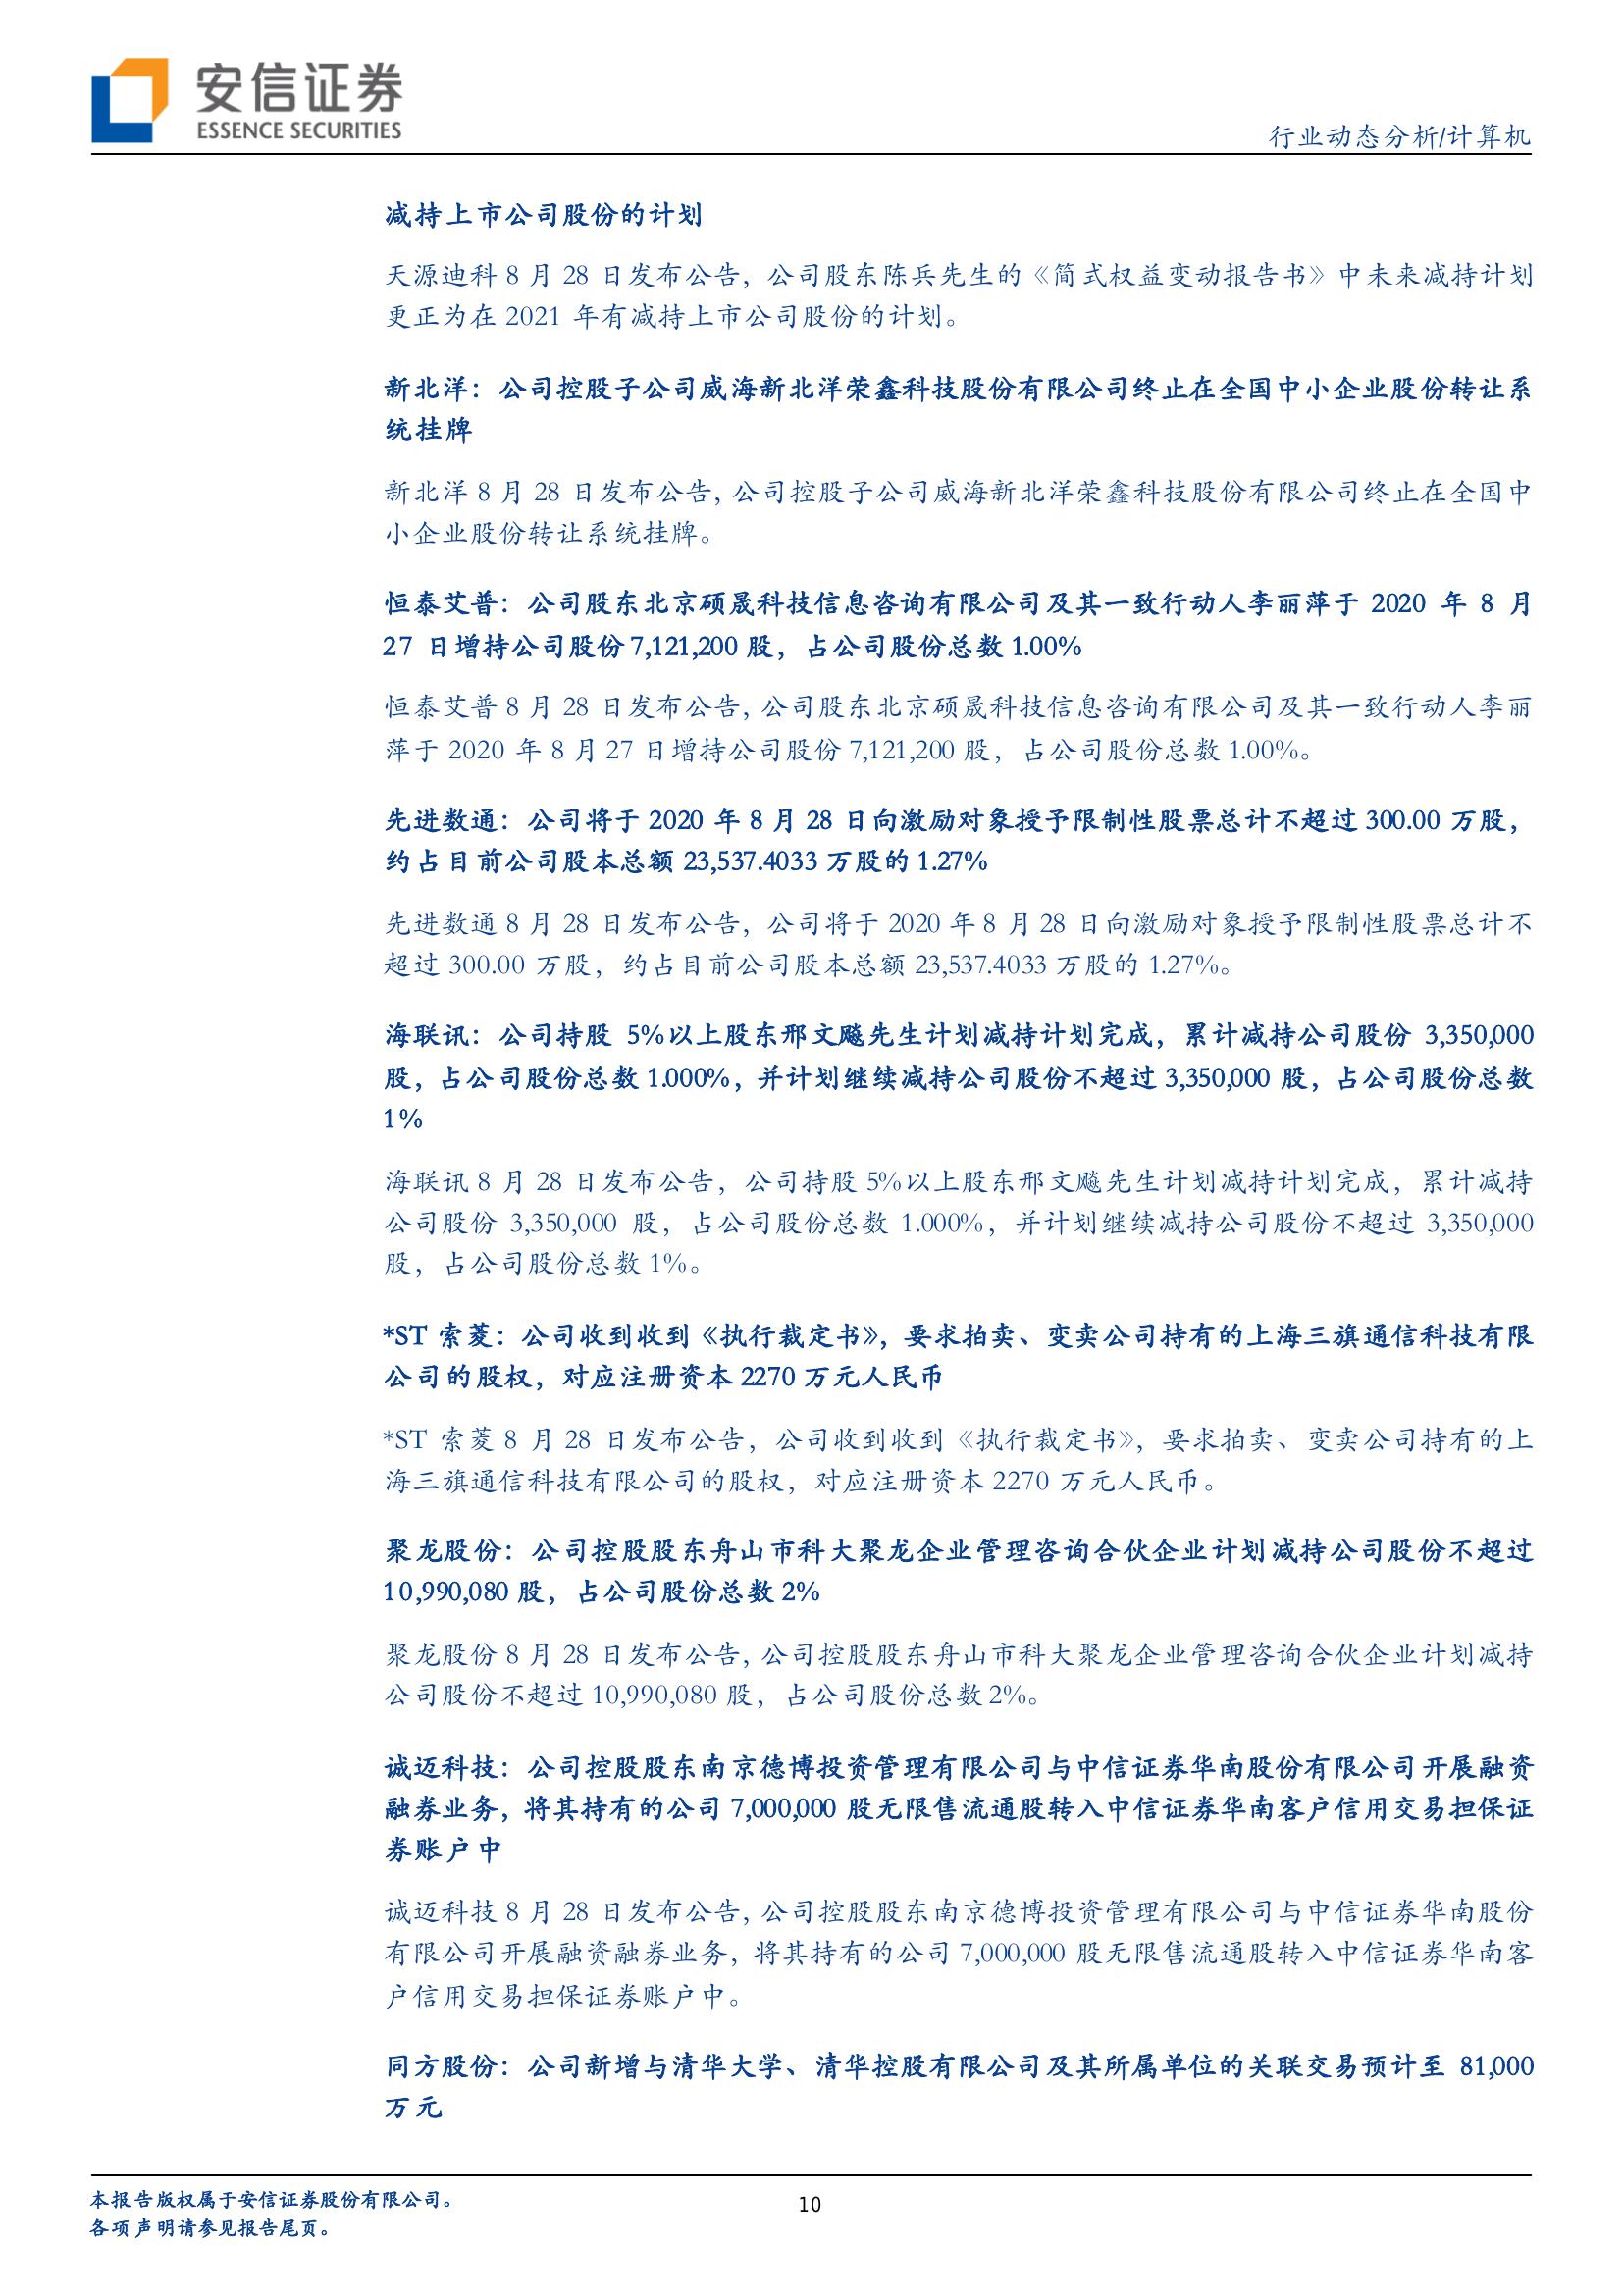 安信证券
ESSENCE SECURITIES
行业动态分析/计算机
减持上市公司股份的计划
天源迪科 8 月 28 日发布公告，公司股东陈兵先生的《简式权益变动报告书》中未来减持计划
更正为在 2021 年有减持上市公司股份的计划。
新北洋：公司控股子公司威海新北洋荣鑫科技股份有限公司终止在全国中小企业股份转让系
统挂牌
新北洋 8 月 28 日发布公告，公司控股子公司威海新北洋荣鑫科技股份有限公司终止在全国中
小企业股份转让系统挂牌。
恒泰艾普：公司股东北京硕晟科技信息咨询有限公司及其一致行动人李丽萍于 2020 年 8 月
27 日增持公司股份 7,121,200 股，占公司股份总数 1.00%
恒泰艾普 8 月 28 日发布公告，公司股东北京硕晟科技信息咨询有限公司及其一致行动人李丽
萍于 2020 年 8 月 27 日增持公司股份 7,121,200 股，占公司股份总数 1.00%。
先进数通：公司将于 2020 年 8 月 28 日向激励对象授予限制性股票总计不超过 300.00 万股，
约占目前公司股本总额 23,537.4033 万股的 1.27%
先进数通 8 月 28 日发布公告，公司将于 2020 年 8 月 28 日向激励对象授予限制性股票总计不
超过 300.00 万股，约占目前公司股本总额 23,537.4033 万股的 1.27%。
海联讯：公司持股 5%以上股东邢文飚先生计划减持计划完成，累计减持公司股份 3,350,000
股，占公司股份总数 1.000%，并计划继续减持公司股份不超过 3,350,000 股，占公司股份总数
1%
海联讯 8 月 28 日发布公告，公司持股 5%以上股东邢文飚先生计划减持计划完成，累计减持
公司股份 3,350,000 股，占公司股份总数 1.000%，并计划继续减持公司股份不超过 3,350,000
股，占公司股份总数 1%。
*ST 索菱：公司收到收到《执行裁定书》，要求拍卖、变卖公司持有的上海三旗通信科技有限
公司的股权，对应注册资本 2270 万元人民币
*ST 索菱 8 月 28 日发布公告，公司收到收到《执行裁定书》，要求拍卖、变卖公司持有的上
海三旗通信科技有限公司的股权，对应注册资本 2270 万元人民币。
聚龙股份：公司控股股东舟山市科大聚龙企业管理咨询合伙企业计划减持公司股份不超过
10,990,080 股，占公司股份总数 2%
聚龙股份 8 月 28 日发布公告，公司控股股东舟山市科大聚龙企业管理咨询合伙企业计划减持
公司股份不超过 10,990,080 股，占公司股份总数 2%。
诚迈科技：公司控股股东南京德博投资管理有限公司与中信证券华南股份有限公司开展融资
融券业务，将其持有的公司 7,000,000 股无限售流通股转入中信证券华南客户信用交易担保证
券账户中
诚迈科技 8 月 28 日发布公告，公司控股股东南京德博投资管理有限公司与中信证券华南股份
有限公司开展融资融券业务，将其持有的公司 7,000,000 股无限售流通股转入中信证券华南客
户信用交易担保证券账户中。
同方股份：公司新增与清华大学、清华控股有限公司及其所属单位的关联交易预计至 81,000
万元
本报告版权属于安信证券股份有限公司。
各项声明请参见报告尾页。
10